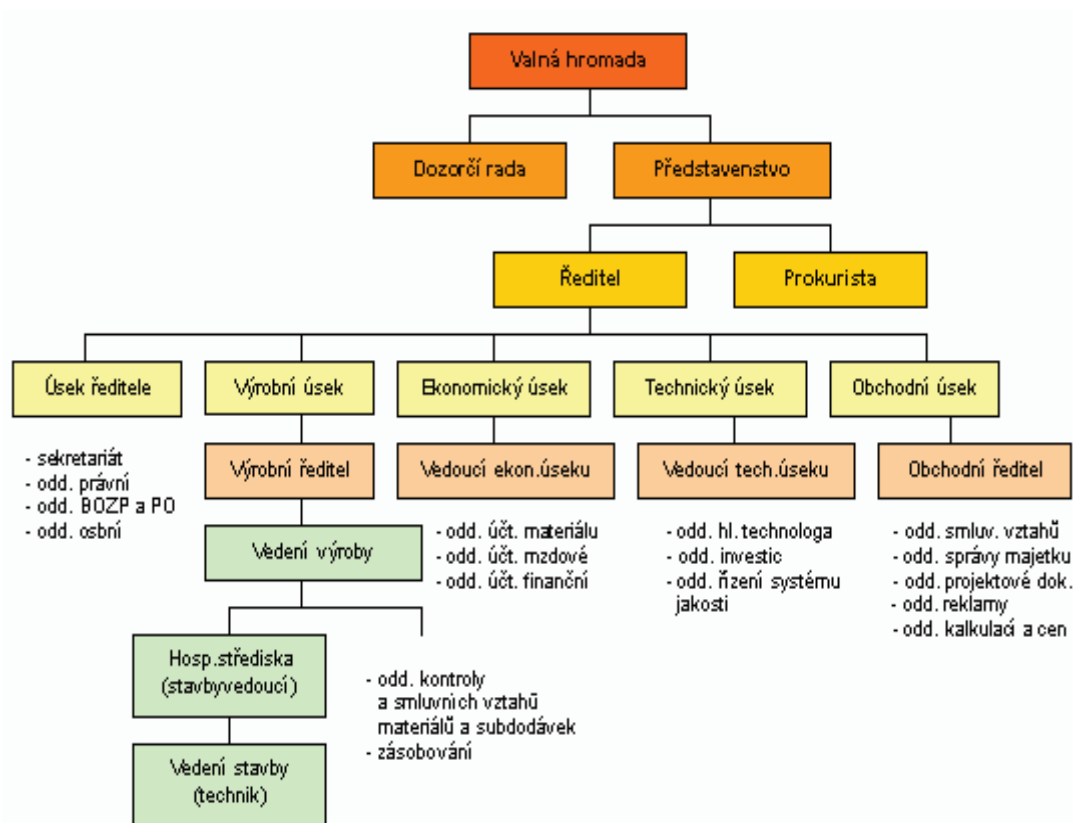 Valná hromada
Dozorčí rada
Představenstvo
Ředitel
Prokurista
Úsek ředitele
Výrobní úsek
Ekonomický úsek
Technický úsek
Obchodní úsek
- sekretariát
- odd. právní
- odd. BOZP a PO
- odd. osbní
Výrobní ředitel
Vedoucí ekon.úseku
Vedoucí tech.úseku
Obchodní ředitel
Vedení výroby
- odd. účt. materiálu
- odd. účt. mzdové
- odd. účt. finanční
- odd. hl. technologa
- odd. investic
- odd. řízení systému
jakosti
- odd. smluv. vztahů
- odd. správy majetku
- odd. projektové dok.
- odd. reklamy
- odd. kalkulací a cen
Hosp.střediska
(stavbyvedoucí)
- odd. kontroly
a smluvních vztahů
materiálů a subdodávek
- zásobování
Vedení stavby
(technik)